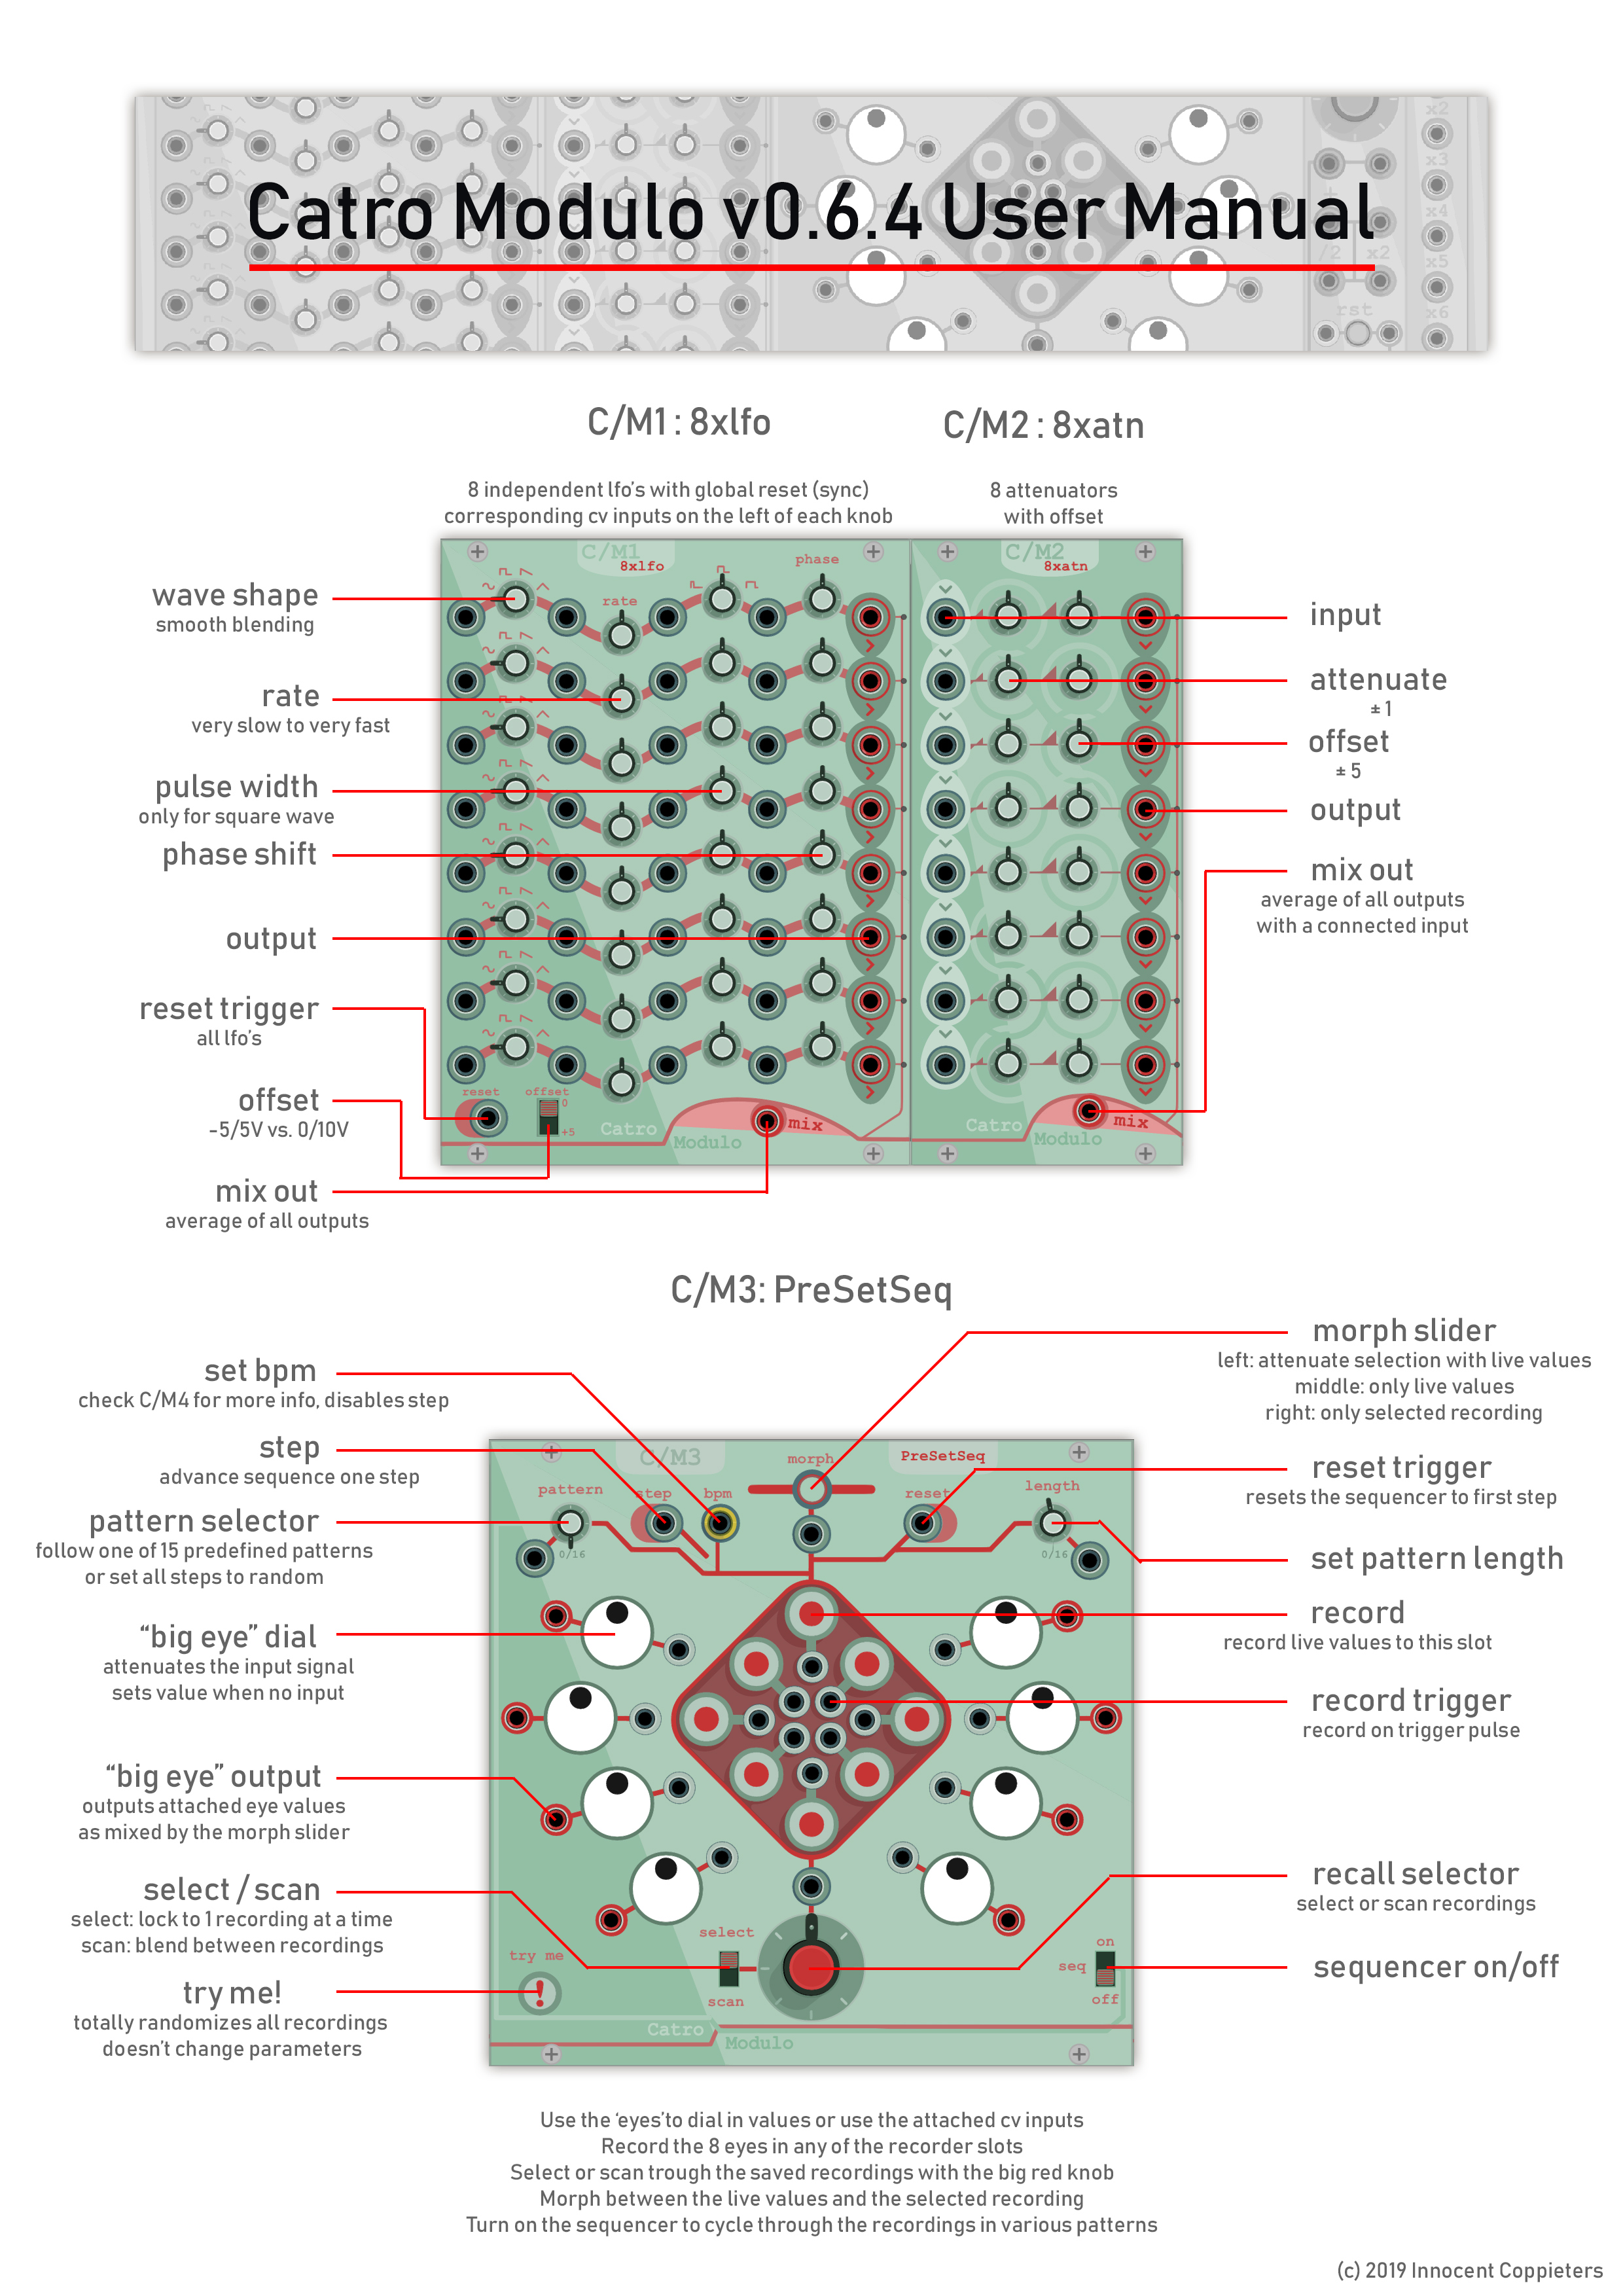 Catro Modulo v0.6.4 User Manual
x2
x3
x4
x5
x6
/2 x2
rst
C/M1 : 8xlfo
8 independent lfo's with global reset (sync)
corresponding cv inputs on the left of each knob
C/M2 : 8xatn
8 attenuators
with offset
C/M1
8xlfo
rate
phase
reset
offset
0
+5
Catro
Modulo
mix
C/M2
8xatn
Catro
Modulo
mix
wave shape
smooth blending
rate
very slow to very fast
pulse width
only for square wave
phase shift
output
reset trigger
all lfo's
offset
-5/5V vs. 0/10V
mix out
average of all outputs
input
attenuate
± 1
offset
± 5
output
mix out
average of all outputs
with a connected input
C/M3: PreSetSeq
set bpm
check C/M4 for more info, disables step
step
advance sequence one step
pattern selector
follow one of 15 predefined patterns
or set all steps to random
"big eye" dial
attenuates the input signal
sets value when no input
"big eye" output
outputs attached eye values
as mixed by the morph slider
select / scan
select: lock to 1 recording at a time
scan: blend between recordings
try me!
totally randomizes all recordings
doesn't change parameters
C/M3
morph
PreSetSeq
pattern
step
bpm
reset
length
0/16
0/16
select
scan
try me
!
on
seq
off
Catro
Modulo
morph slider
left: attenuate selection with live values
middle: only live values
right: only selected recording
reset trigger
resets the sequencer to first step
set pattern length
record
record live values to this slot
record trigger
record on trigger pulse
recall selector
select or scan recordings
sequencer on/off
Use the 'eyes'to dial in values or use the attached cv inputs
Record the 8 eyes in any of the recorder slots
Select or scan trough the saved recordings with the big red knob
Morph between the live values and the selected recording
Turn on the sequencer to cycle through the recordings in various patterns
(c) 2019 Innocent Coppieters